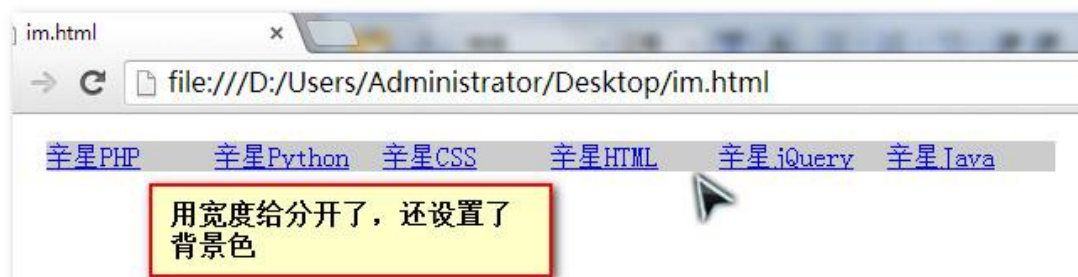 im.html ×
file:///D:/Users/Administrator/Desktop/im.html
辛星PHP 辛星Python 辛星CSS 辛星HTML 辛星jQuery 辛星Java
用宽度给分开了，还设置了
背景色